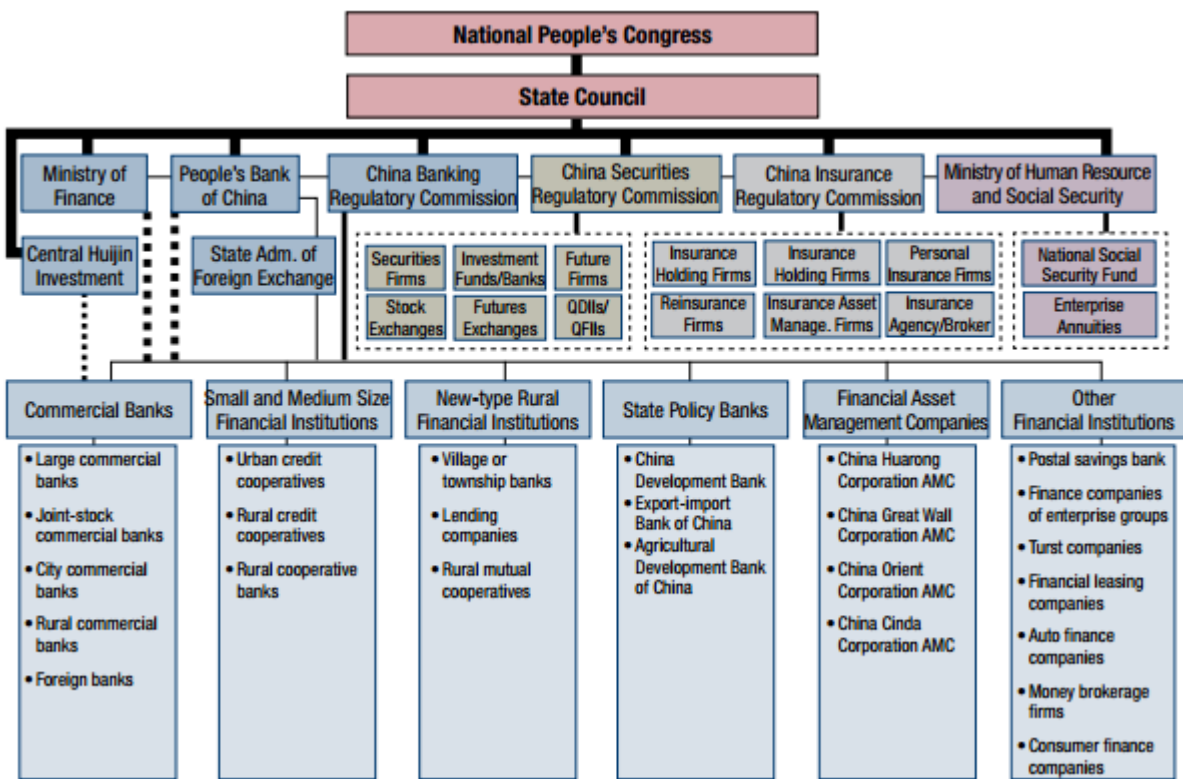 National People's Congress
State Council
Ministry of
Finance
People's Bank
of China
China Banking
Regulatory Commission
China Securities
Regulatory Commission
China Insurance
Regulatory Commission
Ministry of Human Resource
and Social Security
Central Huijin
Investment
State Adm. of
Foreign Exchange
Securities
Firms
Investment
Funds/Banks
Future
Firms
Stock
Exchanges
Futures
Exchanges
QDIIs/
QFIIs
Insurance
Holding Firms
Insurance
Holding Firms
Personal
Insurance Firms
Reinsurance
Firms
Insurance Asset
Manage. Firms
Insurance
Agency/Broker
National Social
Security Fund
Enterprise
Annuities
Commercial Banks
Small and Medium Size
Financial Institutions
New-type Rural
Financial Institutions
State Policy Banks
Financial Asset
Management Companies
Other
Financial Institutions
• Large commercial
banks
• Joint-stock
commercial banks
• City commercial
banks
• Rural commercial
banks
• Foreign banks
• Urban credit
cooperatives
• Rural credit
cooperatives
• Rural cooperative
banks
• Village or
township banks
• Lending
companies
• Rural mutual
cooperatives
• China
Development Bank
• Export-import
Bank of China
• Agricultural
Development Bank
of China
• China Huarong
Corporation AMC
• China Great Wall
Corporation AMC
• China Orient
Corporation AMC
• China Cinda
Corporation AMC
• Postal savings bank
• Finance companies
of enterprise groups
• Turst companies
• Financial leasing
companies
• Auto finance
companies
• Money brokerage
firms
• Consumer finance
companies